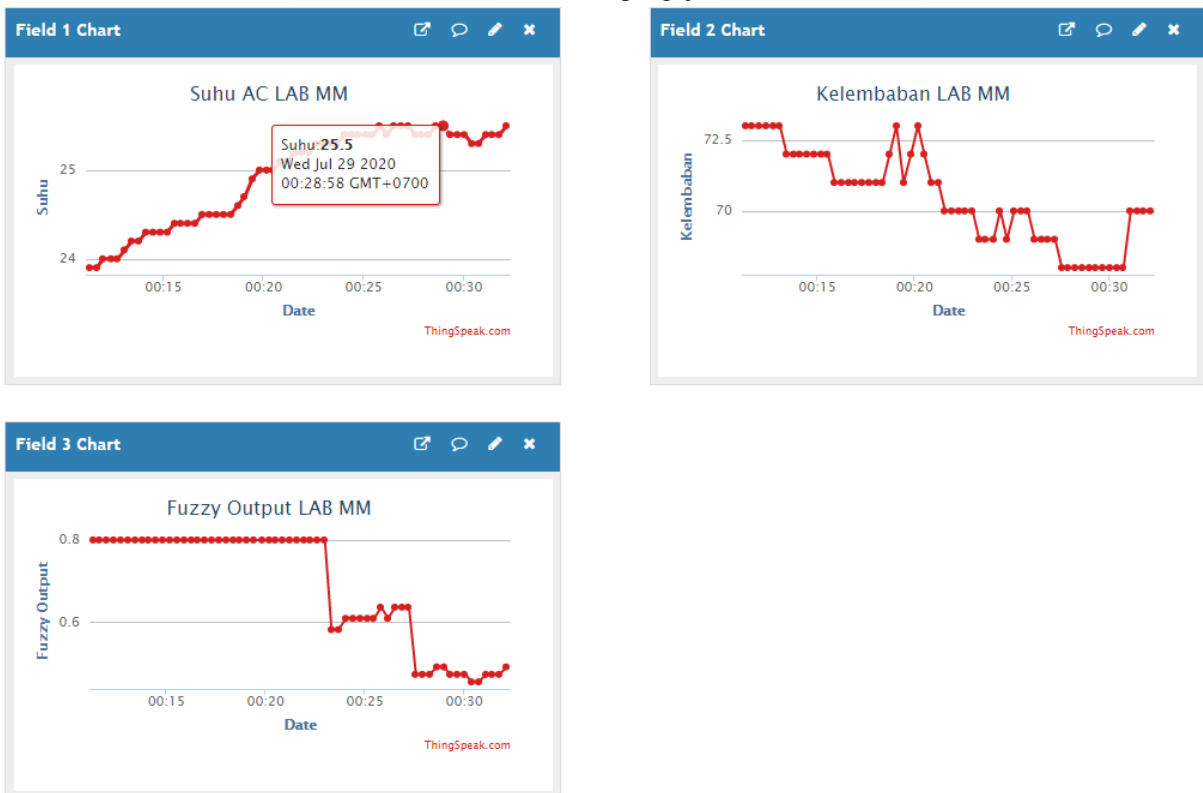 Field 1 Chart
Suhu AC LAB MM
Suhu
25
24
Suhu:25.5
Wed Jul 29 2020
00:28:58 GMT+0700
00:15 00:20 00:25 00:30
Date
ThingSpeak.com
Field 2 Chart
Kelembaban LAB MM
Kelembaban
72.5
70
00:15 00:20 00:25 00:30
Date
ThingSpeak.com
Field 3 Chart
Fuzzy Output LAB MM
Fuzzy Output
0.8
0.6
00:15 00:20 00:25 00:30
Date
ThingSpeak.com